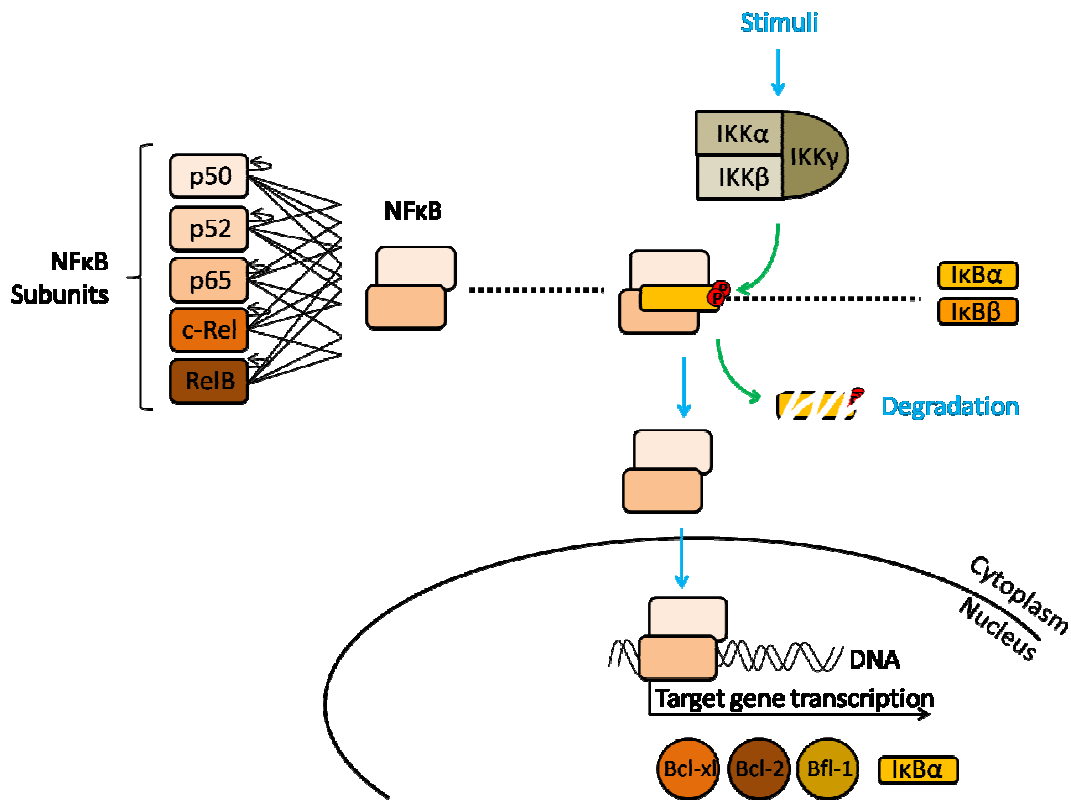 Stimuli
IKKα
IKKβ
IKKγ
p50
p52
p65
c-Rel
RelB
NFκB
Subunits
NFκB
P
P
IκBα
IκBβ
Degradation
Cytoplasm
Nucleus
DNA
Target gene transcription
Bcl-xl
Bcl-2
Bfl-1
IκBα